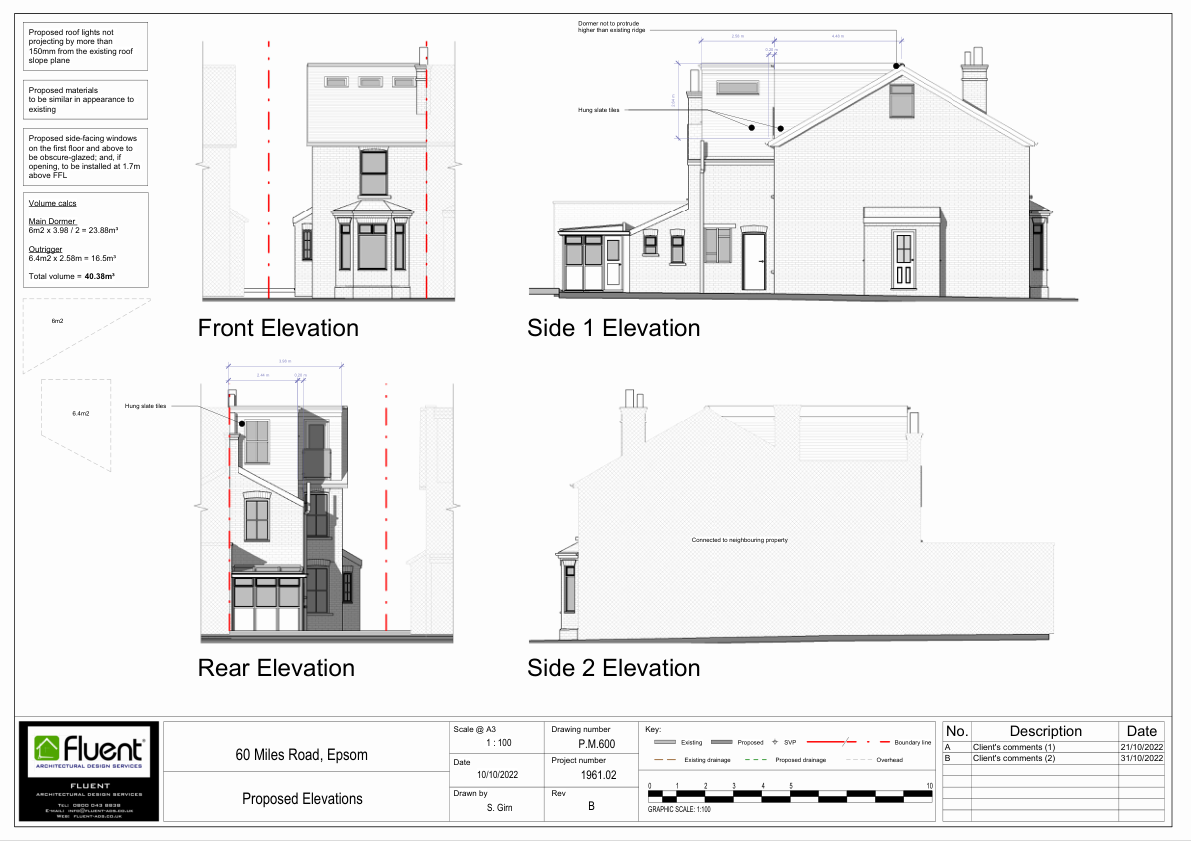 Proposed roof lights not
projecting by more than
150mm from the existing roof
slope plane
Proposed materials
to be similar in appearance to
existing
Proposed side-facing windows
on the first floor and above to
be obscure-glazed; and, if
opening, to be installed at 1.7m
above FFL
Volume calcs
Main Dormer
6m2 x 3.98 / 2 = 23.88m³
Outrigger
6.4m2 x 2.58m = 16.5m³
Total volume = 40.38m³
6m2
6.4m2
Front Elevation
Dormer not to protrude
higher than existing ridge
4.40 m
0.20 m
Hung slate tiles
Side 1 Elevation
2.44 m
0.20 m
Hung slate tiles
Rear Elevation
Connected to neighbouring property
Side 2 Elevation
fluent
ARCHITECTURAL DESIGN SERVICES
FLUENT
ARCHITECTURAL DESIGN SERVICES
TEL: 0800 043 8838
E-MAIL: INFO@FLUENT-ADS.CO.UK
WEB: FLUENT-ADS.CO.UK
60 Miles Road, Epsom
Proposed Elevations
Scale @ A3
1 : 100
Date
10/10/2022
Drawn by
S. Girn
Drawing number
P.M.600
Project number
1961.02
Rev
B
Key:
Existing Proposed SVP Boundary line
Existing drainage Proposed drainage Overhead
0 1 2 3 4 5 10
GRAPHIC SCALE: 1:100
No. Description Date
A Client's comments (1) 21/10/2022
B Client's comments (2) 31/10/2022